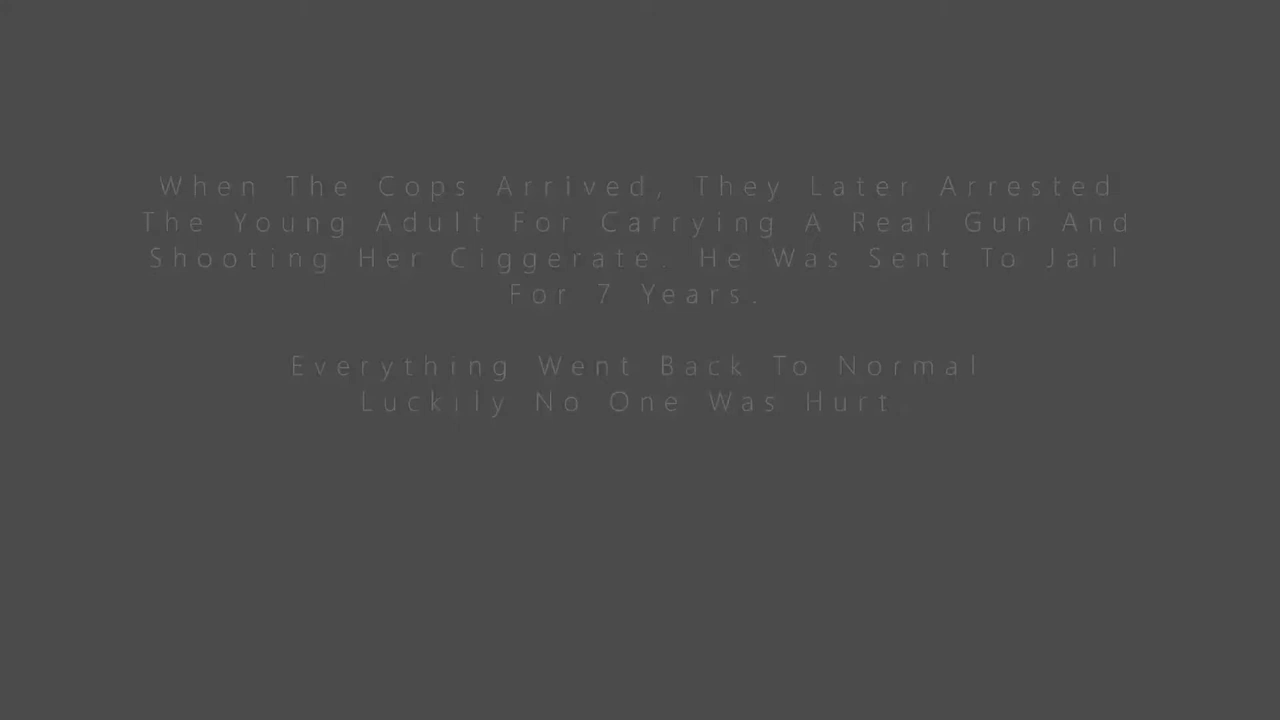 When The Cops Arrived, They Later Arrested
The Young Adult For Carrying A Real Gun And
Shooting Her Ciggerate. He Was Sent To Jail
For 7 Years.
Everything Went Back To Normal
Luckily No One Was Hurt.